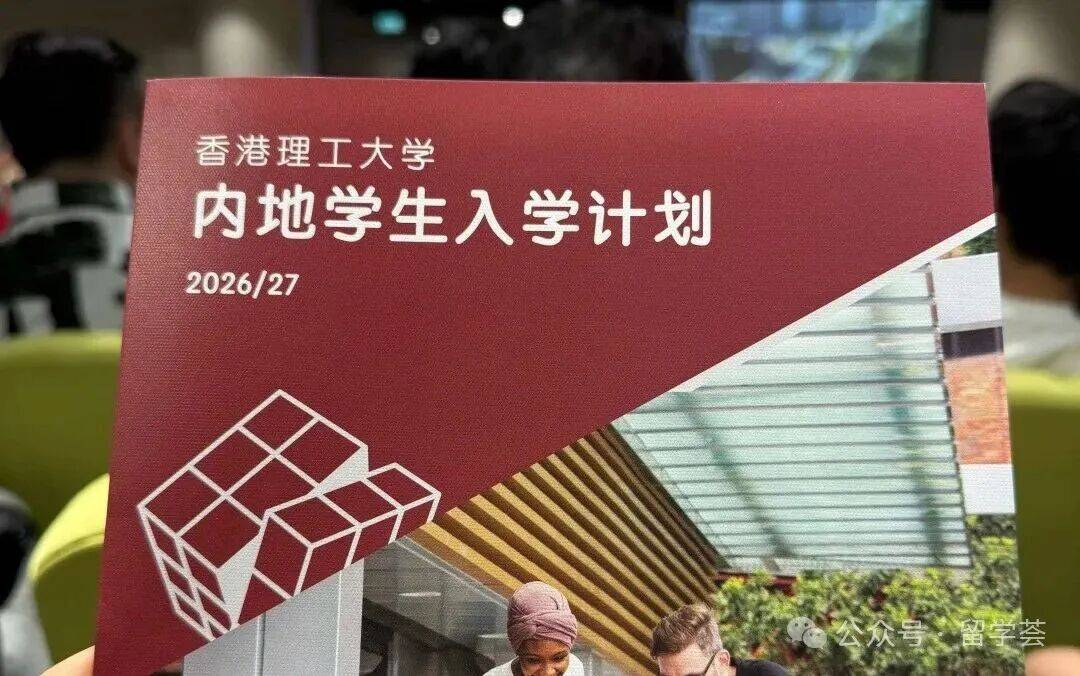 香港理工大学
内地学生入学计划
2026/27
公众号·留学荟